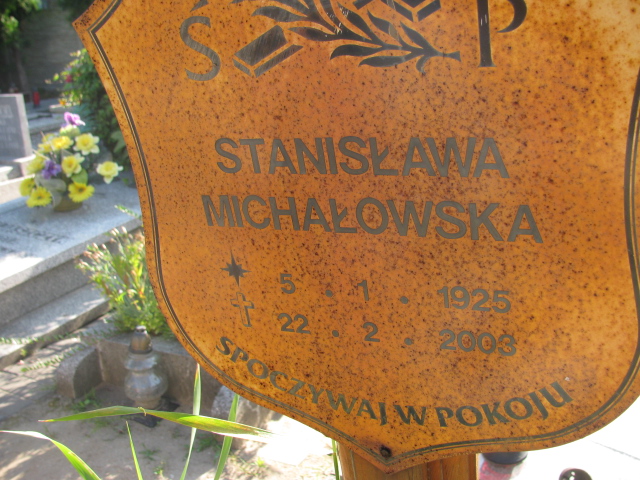 Ś P
STANISŁAWA
MICHAŁOWSKA
5 . 1 . 1925
22 . 2 . 2003
SPOCZYWAJ W POKOJU